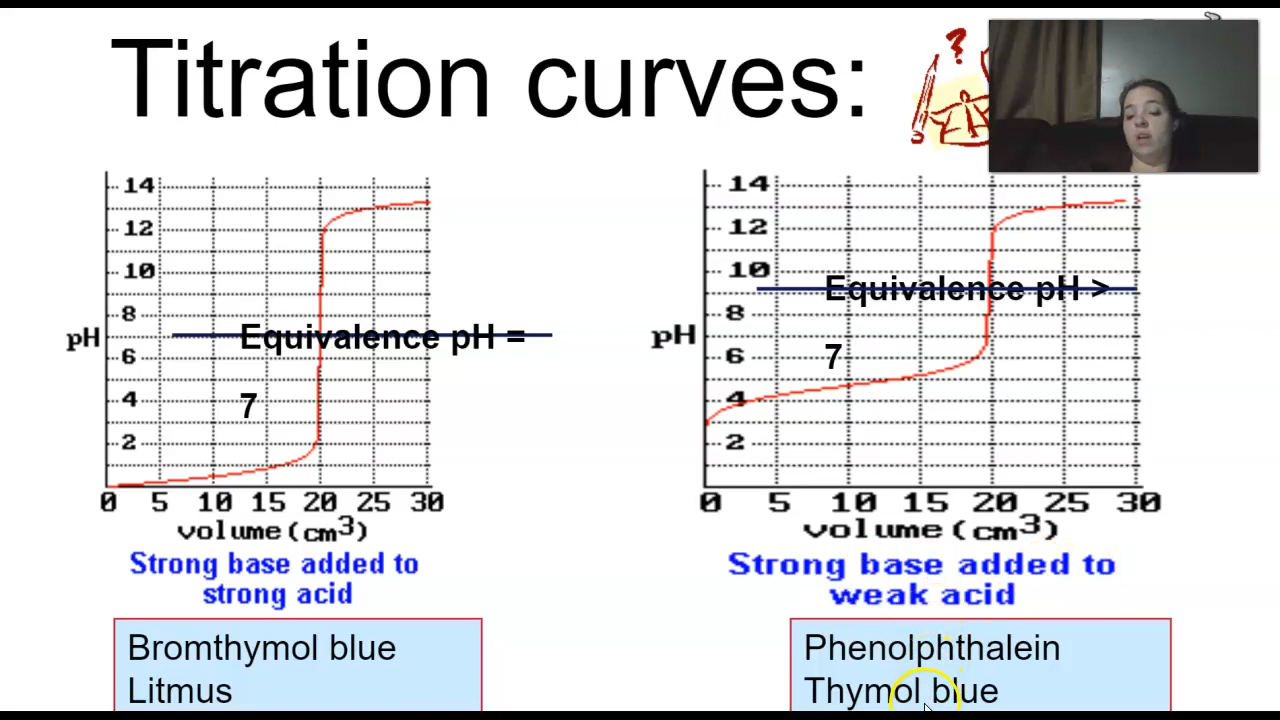 Titration curves:
?
14
12
10
8
pH
6
4
2
0 5 10 15 20 25 30
volume (cm3)
Equivalence pH =
7
Strong base added to
strong acid
Bromthymol blue
Litmus
14
12
10
8
pH
6
4
2
0 5 10 15 20 25 30
volume (cm3)
Equivalence pH >
7
Strong base added to
weak acid
Phenolphthalein
Thymol blue